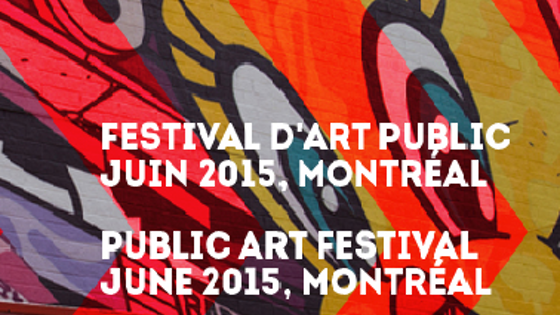 FESTIVAL D'ART PUBLIC
JUIN 2015, MONTRÉAL
PUBLIC ART FESTIVAL
JUNE 2015, MONTRÉAL